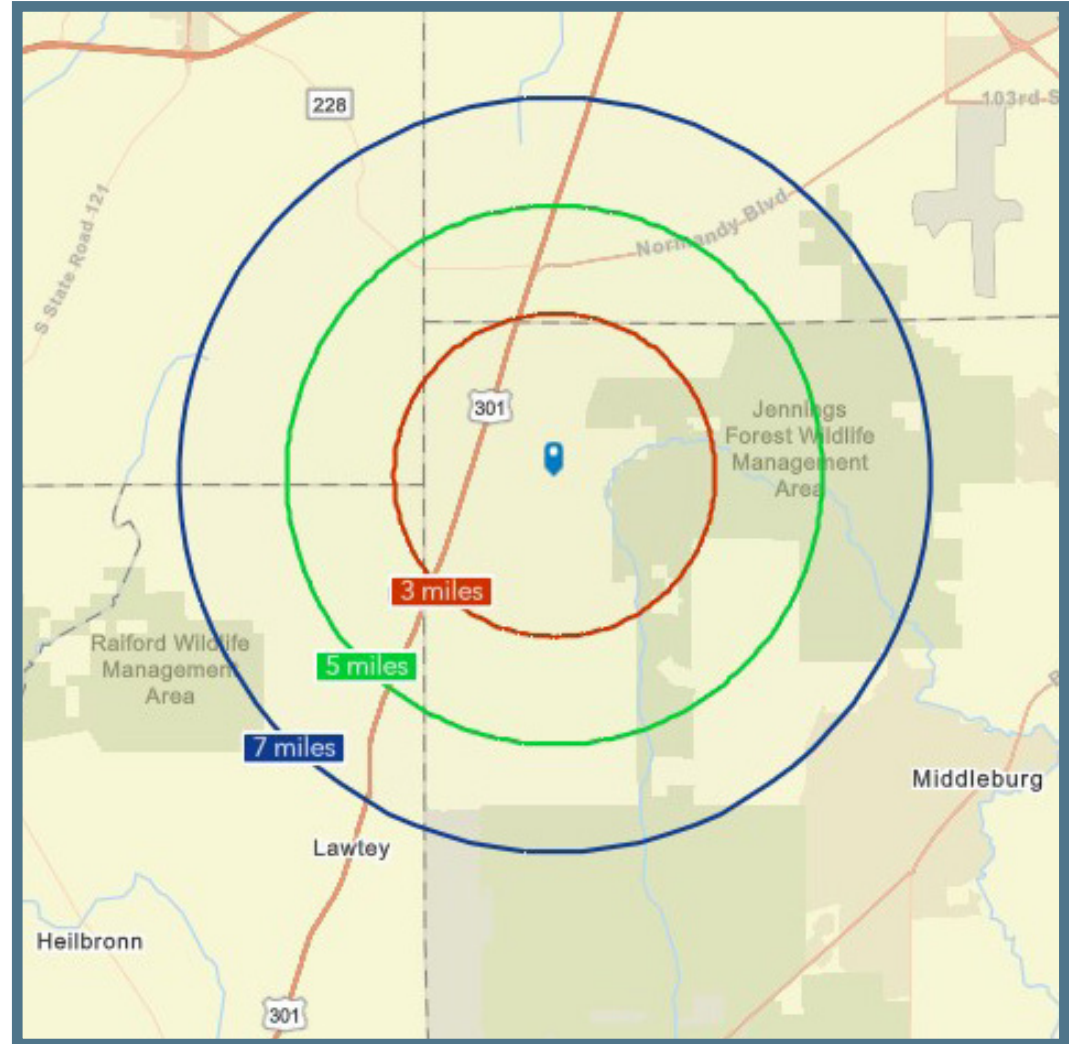 228
103rd S
S State Road 121
Normandy Blvd
301
Jennings
Forest Wildlife
Management
Area
3 miles
Raiford Wildlife
Management
Area
5 miles
7 miles
Middleburg
Lawtey
Heilbronn
301